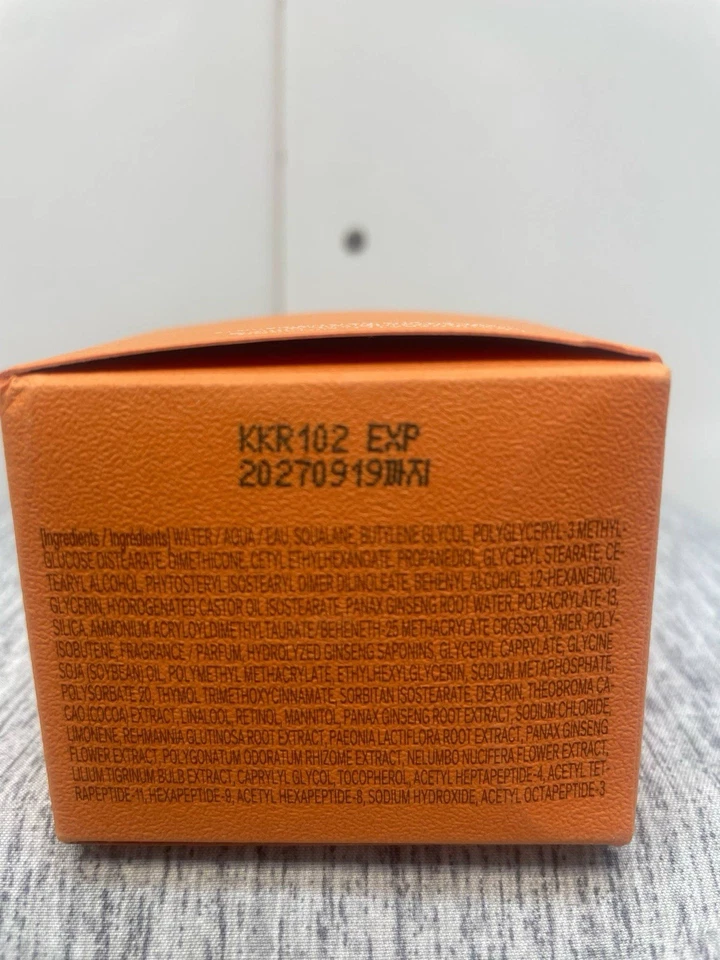 KKR102 EXP
20270919까지
[Ingredients / Ingrédients] WATER / AQUA / EAU, SQUALANE, BUTYLENE GLYCOL, POLYGLYCERYL-3 METHYL-
GLUCOSE DISTEARATE, DIMETHICONE, CETYL ETHYLHEXANOATE, PROPANEDIOL, GLYCERYL STEARATE, CE-
TEARYL ALCOHOL, PHYTOSTERYL ISOSTEARYL DIMER DILINOLEATE, BEHENYL ALCOHOL, 1,2-HEXANEDIOL,
GLYCERIN, HYDROGENATED CASTOR OIL ISOSTEARATE, PANAX GINSENG ROOT WATER, POLYACRYLATE-13,
SILICA, AMMONIUM ACRYLOYLDIMETHYLTAURATE/BEHENETH-25 METHACRYLATE CROSSPOLYMER, POLY-
ISOBUTENE, FRAGRANCE / PARFUM, HYDROLYZED GINSENG SAPONINS, GLYCERYL CAPRYLATE, GLYCINE
SOJA (SOYBEAN) OIL, POLYMETHYL METHACRYLATE, ETHYLHEXYLGLYCERIN, SODIUM METAPHOSPHATE,
POLYSORBATE 20, THYMOL TRIMETHOXYCINNAMATE, SORBITAN ISOSTEARATE, DEXTRIN, THEOBROMA CA-
CAO (COCOA) EXTRACT, LINALOOL, RETINOL, MANNITOL, PANAX GINSENG ROOT EXTRACT, SODIUM CHLORIDE,
LIMONENE, REHMANNIA GLUTINOSA ROOT EXTRACT, PAEONIA LACTIFLORA ROOT EXTRACT, PANAX GINSENG
FLOWER EXTRACT, POLYGONATUM ODORATUM RHIZOME EXTRACT, NELUMBO NUCIFERA FLOWER EXTRACT,
LILIUM TIGRINUM BULB EXTRACT, CAPRYLYL GLYCOL, TOCOPHEROL, ACETYL HEPTAPEPTIDE-4, ACETYL TET-
RAPEPTIDE-11, HEXAPEPTIDE-9, ACETYL HEXAPEPTIDE-8, SODIUM HYDROXIDE, ACETYL OCTAPEPTIDE-3